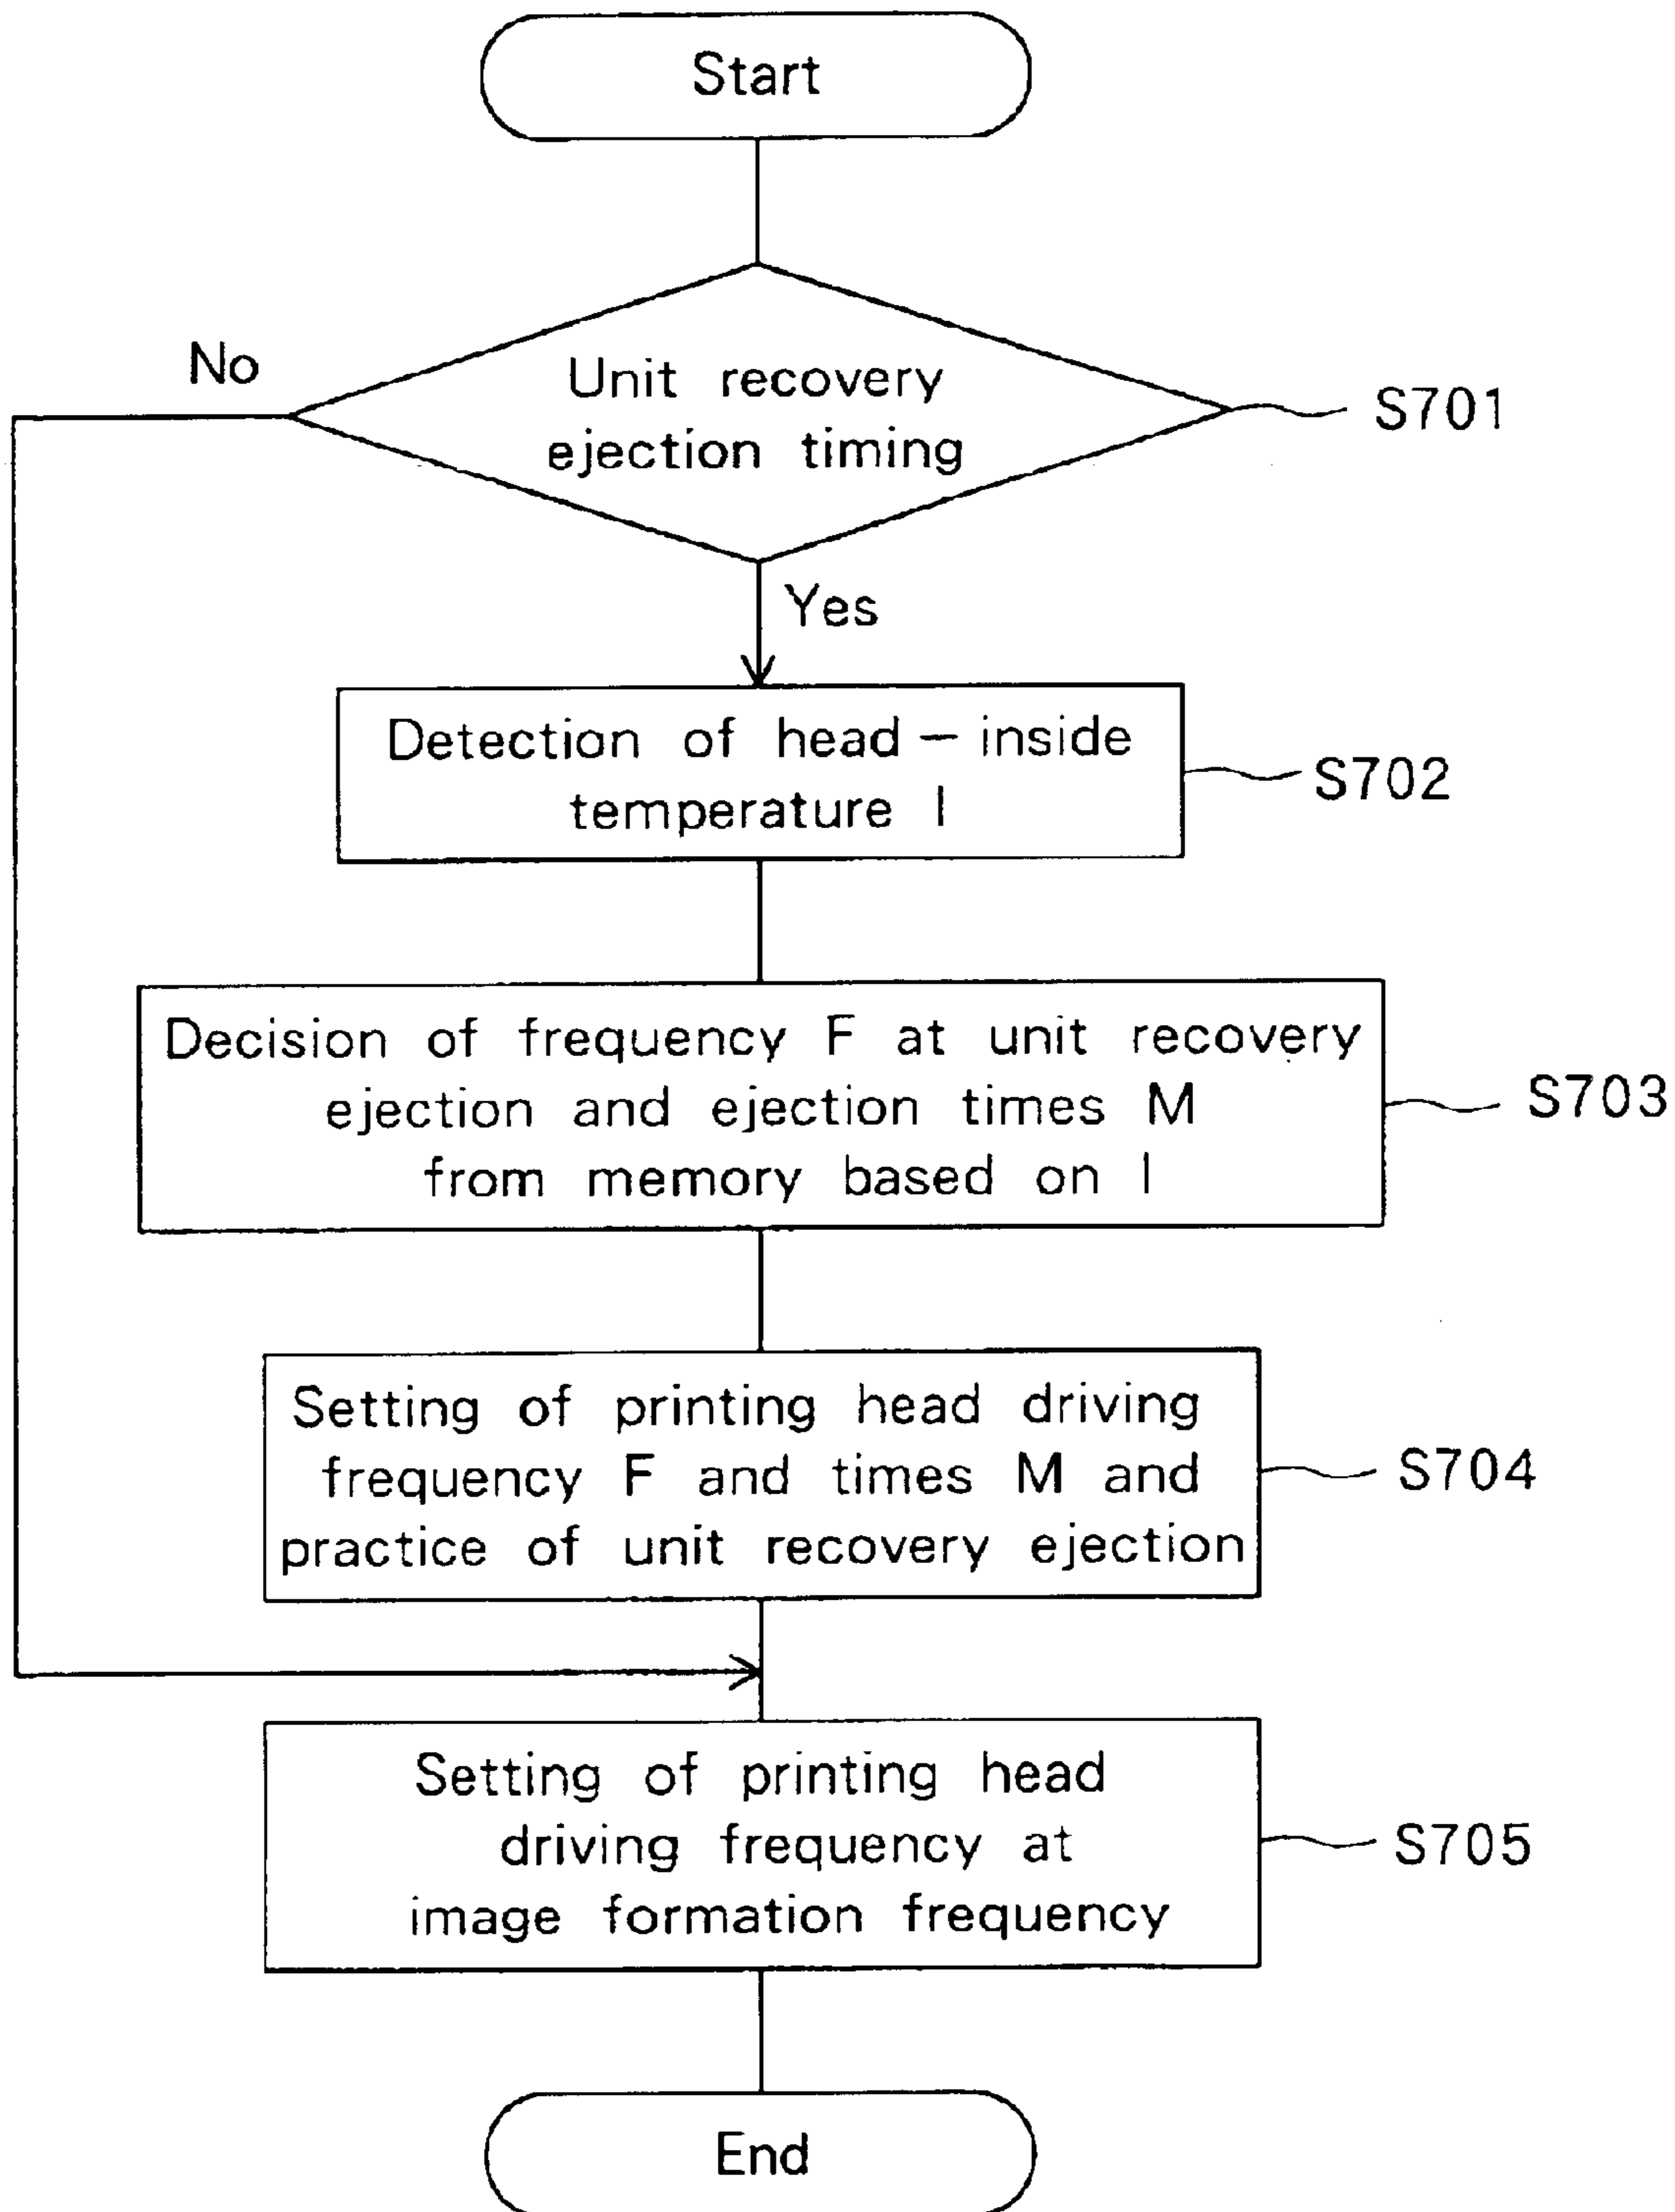 Start
No
Unit recovery
ejection timing
S701
Yes
Detection of head－inside
temperature I
S702
Decision of frequency F at unit recovery
ejection and ejection times M
from memory based on I
S703
Setting of printing head driving
frequency F and times M and
practice of unit recovery ejection
S704
Setting of printing head
driving frequency at
image formation frequency
S705
End